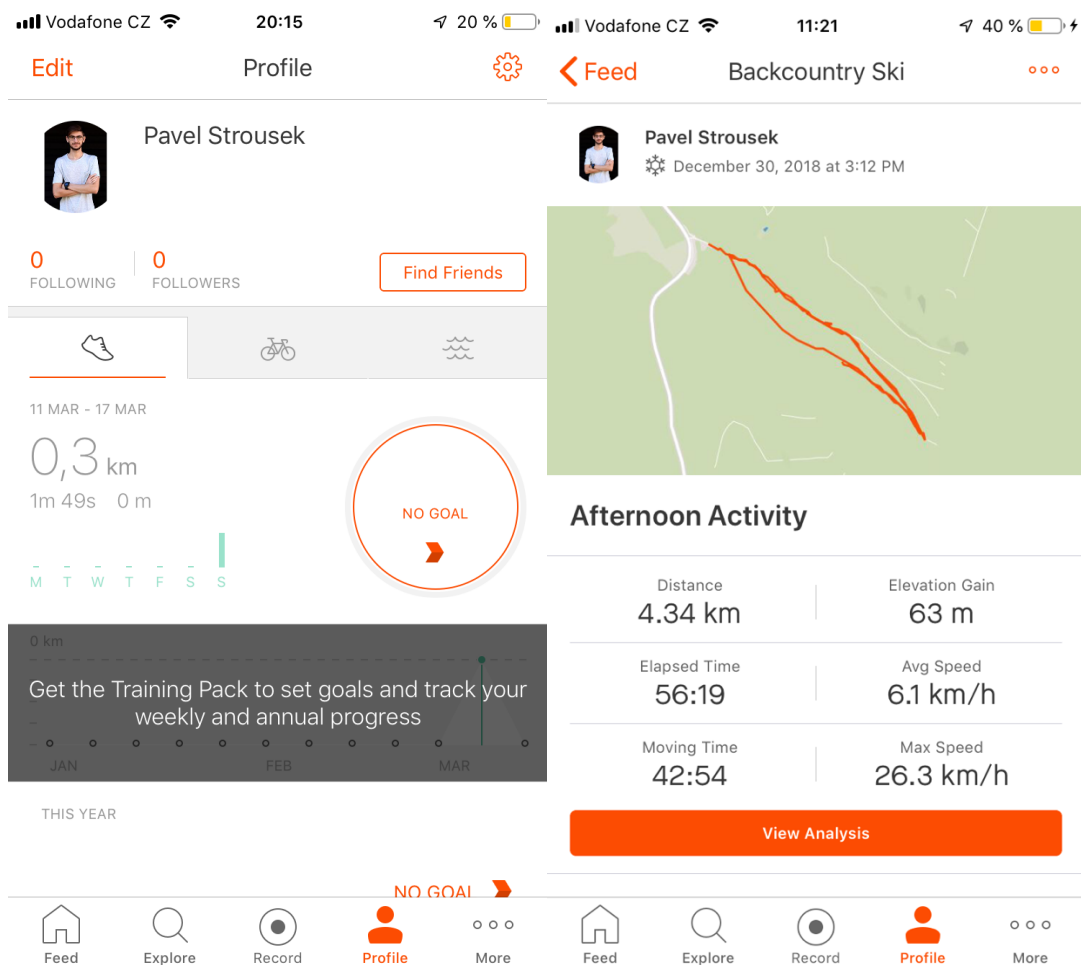 Vodafone CZ 20:15 20 %
Edit Profile
Pavel Strousek
0 0
FOLLOWING FOLLOWERS
Find Friends
11 MAR - 17 MAR
0,3 km
1m 49s 0 m
NO GOAL
M T W T F S S
0 km
Get the Training Pack to set goals and track your
weekly and annual progress
JAN FEB MAR
THIS YEAR
NO GOAL
Feed Explore Record Profile More
Vodafone CZ 11:21 40 %
Feed Backcountry Ski
Pavel Strousek
December 30, 2018 at 3:12 PM
Afternoon Activity
Distance Elevation Gain
4.34 km 63 m
Elapsed Time Avg Speed
56:19 6.1 km/h
Moving Time Max Speed
42:54 26.3 km/h
View Analysis
Feed Explore Record Profile More